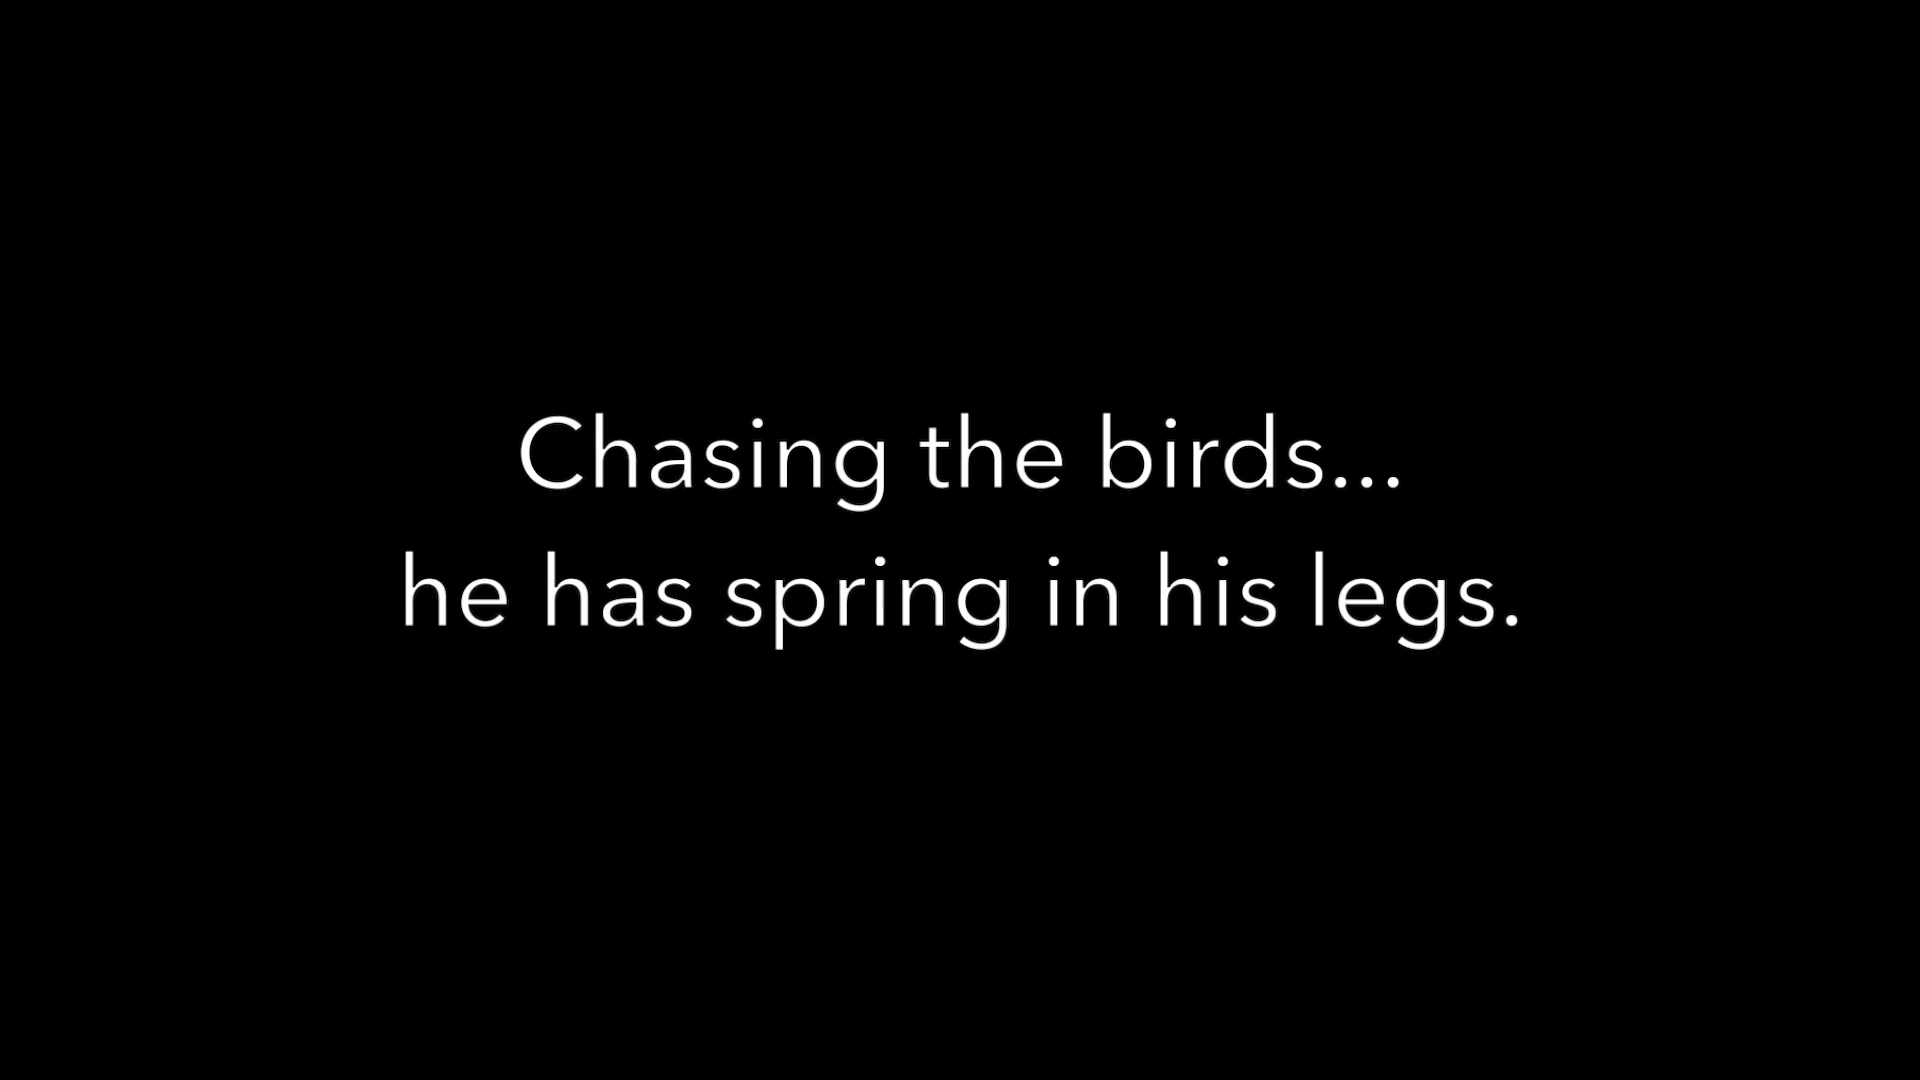 Chasing the birds...
he has spring in his legs.